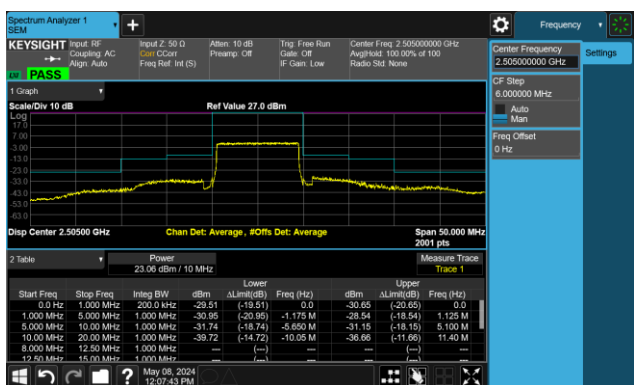 Spectrum Analyzer 1
SEM
Frequency
KEYSIGHT Input: RF Input Z: 50 Ω Atten: 10 dB Trig: Free Run Center Freq: 2.505000000 GHz
Coupling: AC Corr CCorr Preamp: Off Gate: Off Avg|Hold: 100.00% of 100
Align: Auto Freq Ref: Int (S) IF Gain: Low Radio Std: None
PASS
Center Frequency
2.505000000 GHz
Settings
CF Step
6.000000 MHz
Auto
Man
Freq Offset
0 Hz
1 Graph
Scale/Div 10 dB Ref Value 27.0 dBm
Log
17.0
7.00
-3.00
-13.0
-23.0
-33.0
-43.0
-53.0
-63.0
Disp Center 2.50500 GHz Chan Det: Average , #Offs Det: Average Span 50.000 MHz
2001 pts
2 Table Power Measure Trace
23.06 dBm / 10 MHz Trace 1
Lower Upper
Start Freq Stop Freq Integ BW dBm ΔLimit(dB) Freq (Hz) dBm ΔLimit(dB) Freq (Hz)
0.0 Hz 1.000 MHz 200.0 kHz -29.51 (-19.51) 0.0 -30.65 (-20.65) 0.0
1.000 MHz 5.000 MHz 1.000 MHz -30.95 (-20.95) -1.175 M -28.54 (-18.54) 1.125 M
5.000 MHz 10.00 MHz 1.000 MHz -31.74 (-18.74) -5.650 M -31.15 (-18.15) 5.100 M
10.00 MHz 20.00 MHz 1.000 MHz -39.72 (-14.72) -10.05 M -36.66 (-11.66) 11.40 M
8.000 MHz 12.50 MHz 1.000 MHz --- (---) --- --- (---) ---
12.50 MHz 15.00 MHz 1.000 MHz --- (---) --- --- (---) ---
May 08, 2024
12:07:43 PM